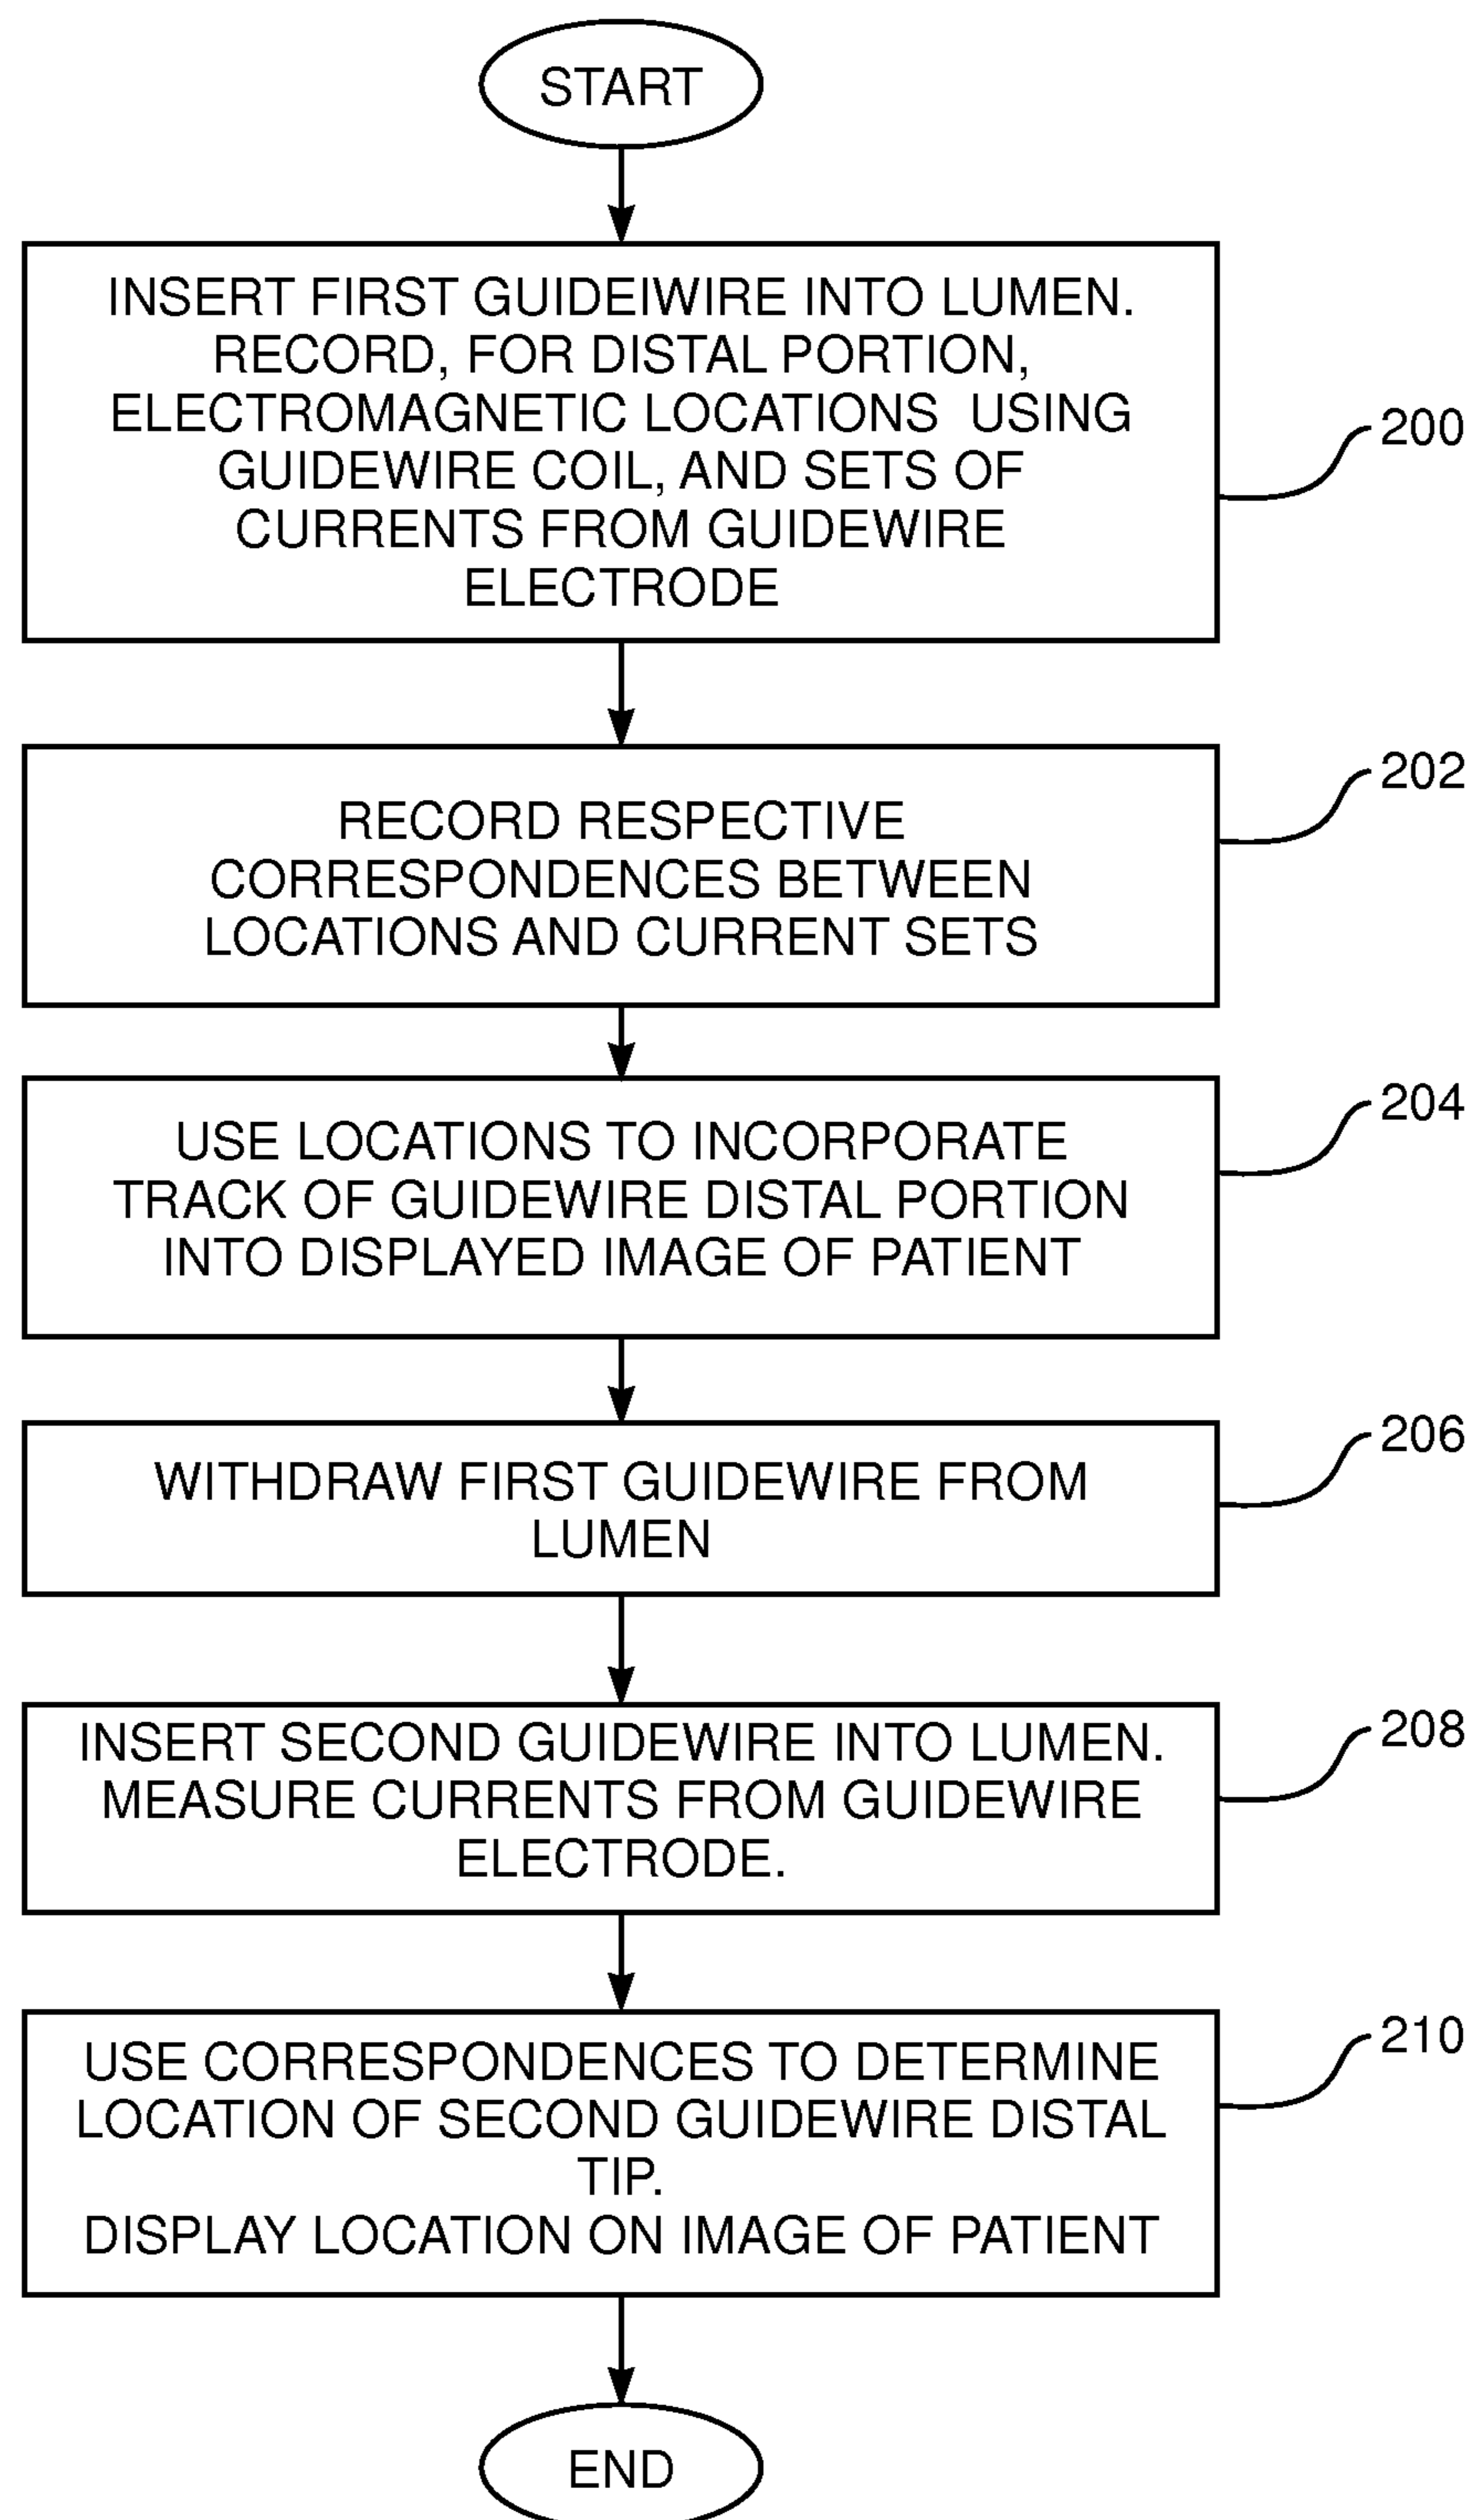 START
INSERT FIRST GUIDEIWIRE INTO LUMEN.
RECORD, FOR DISTAL PORTION,
ELECTROMAGNETIC LOCATIONS USING
GUIDEWIRE COIL, AND SETS OF
CURRENTS FROM GUIDEWIRE
ELECTRODE
200
RECORD RESPECTIVE
CORRESPONDENCES BETWEEN
LOCATIONS AND CURRENT SETS
202
USE LOCATIONS TO INCORPORATE
TRACK OF GUIDEWIRE DISTAL PORTION
INTO DISPLAYED IMAGE OF PATIENT
204
WITHDRAW FIRST GUIDEWIRE FROM
LUMEN
206
INSERT SECOND GUIDEWIRE INTO LUMEN.
MEASURE CURRENTS FROM GUIDEWIRE
ELECTRODE.
208
USE CORRESPONDENCES TO DETERMINE
LOCATION OF SECOND GUIDEWIRE DISTAL
TIP.
DISPLAY LOCATION ON IMAGE OF PATIENT
210
END